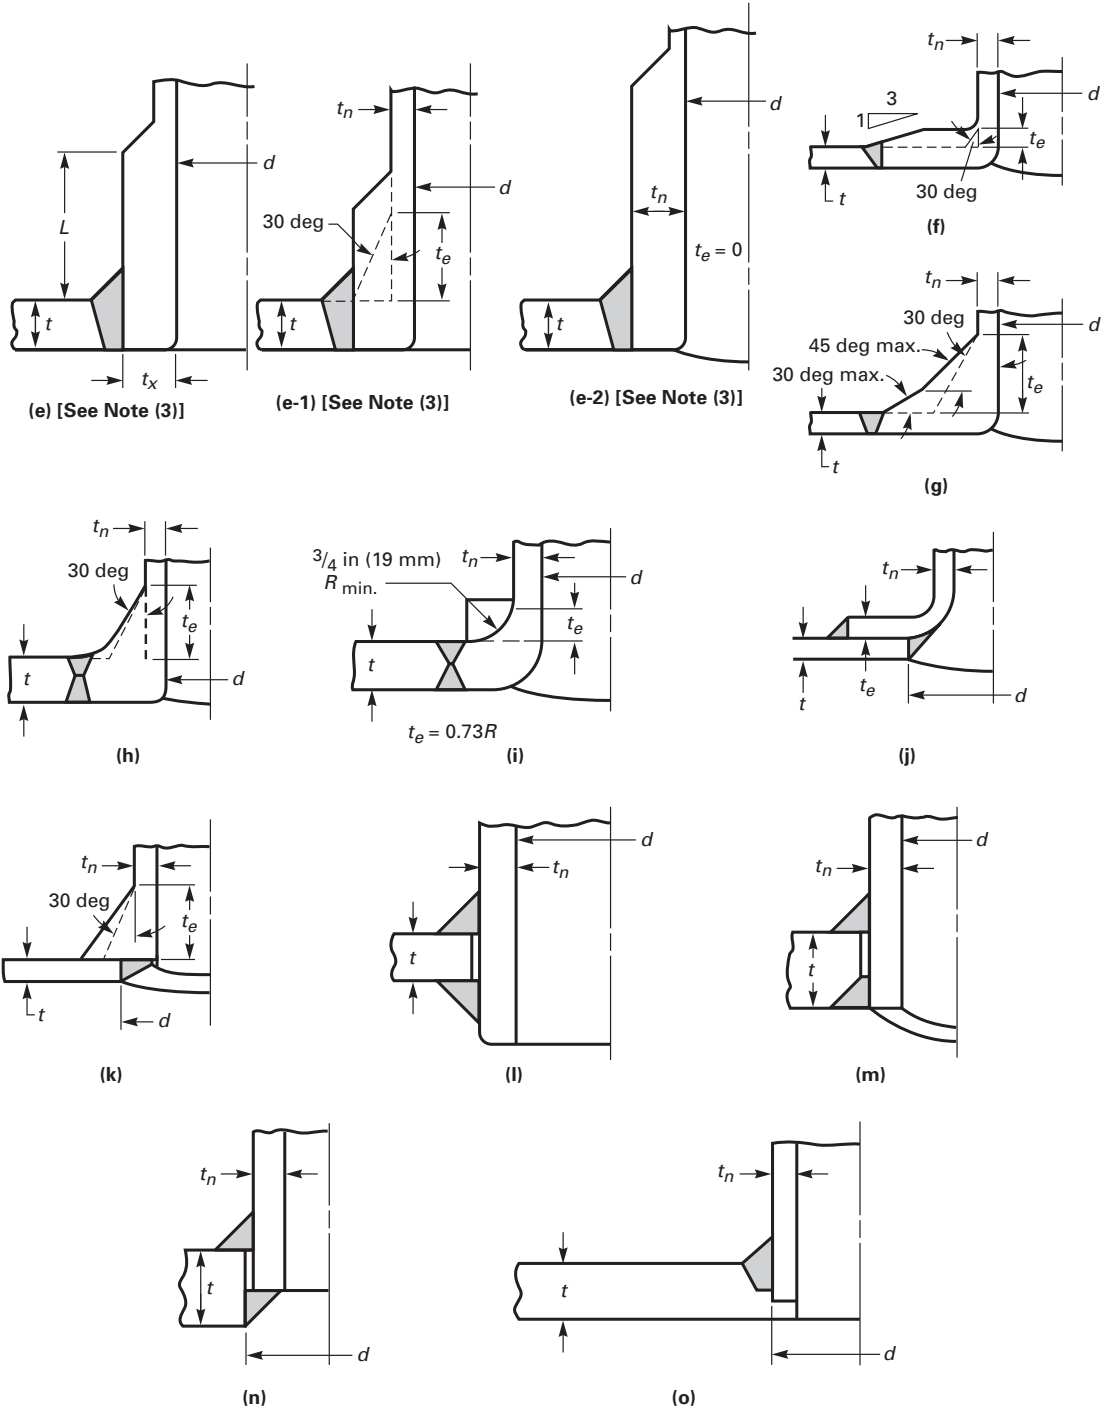 d
L
t
t_x
(e) [See Note (3)]
t_n
d
30 deg
t_e
t
(e-1) [See Note (3)]
d
t_n
t_e = 0
t
(e-2) [See Note (3)]
t_n
d
3
1
t_e
t
30 deg
(f)
t_n
30 deg
d
45 deg max.
30 deg max.
t_e
t
(g)
t_n
30 deg
t_e
t
d
(h)
3/4 in (19 mm)
R min.
t_n
d
t_e
t
t_e = 0.73R
(i)
t_n
t_e
t
d
(j)
t_n
30 deg
t_e
t
d
(k)
d
t_n
t
(l)
d
t_n
t
(m)
t_n
t
d
(n)
t_n
t
d
(o)